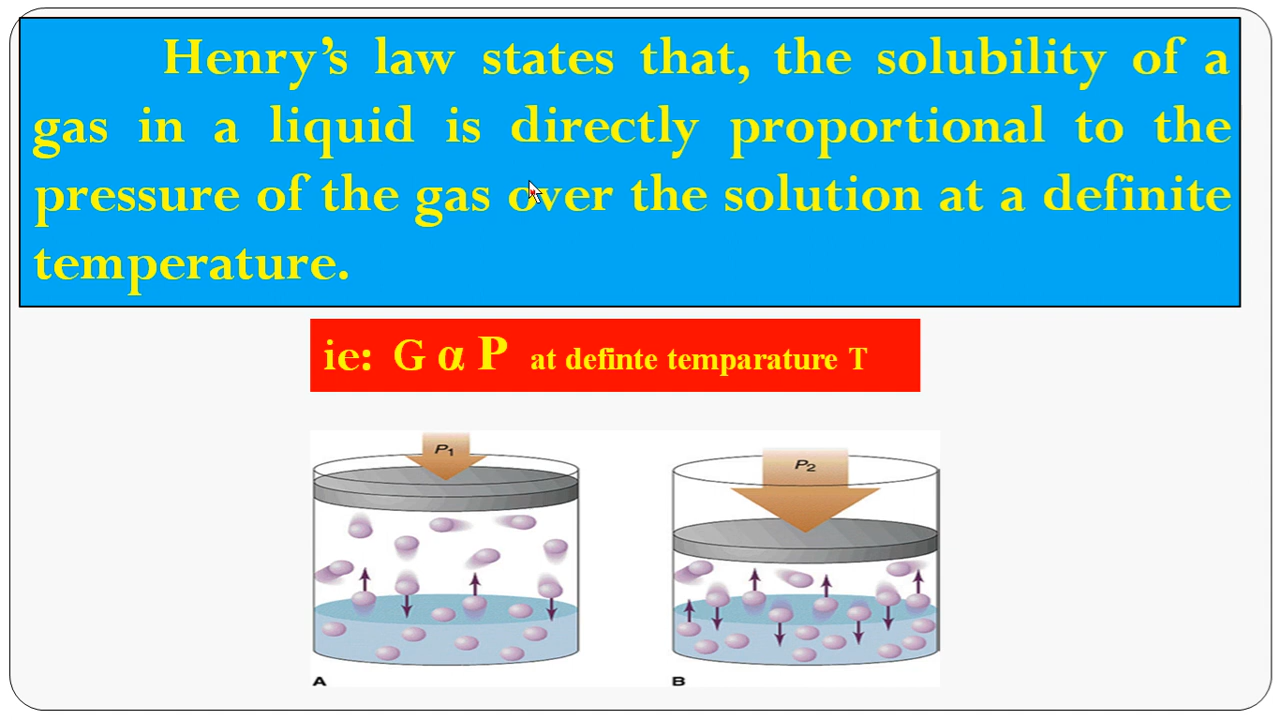 Henry’s law states that, the solubility of a
gas in a liquid is directly proportional to the
pressure of the gas over the solution at a definite
temperature.
ie: G α P at definte temparature T
P1
P2
A
B